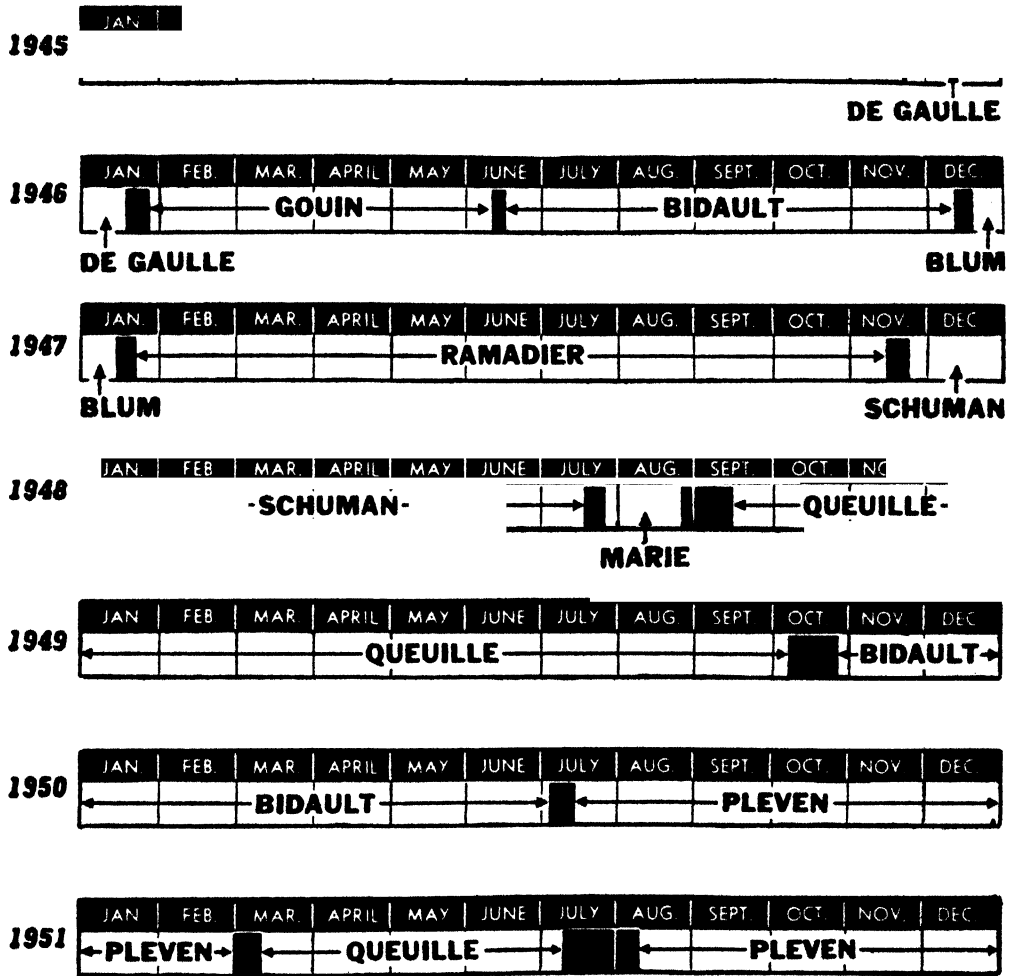 JAN
1945
DE GAULLE
JAN FEB. MAR. APRIL MAY JUNE JULY AUG. SEPT. OCT. NOV. DEC.
1946
GOUIN BIDAULT
DE GAULLE BLUM
JAN. FEB. MAR. APRIL MAY JUNE JULY AUG. SEPT. OCT. NOV. DEC
1947
RAMADIER
BLUM SCHUMAN
JAN. FEB MAR. APRIL MAY JUNE JULY AUG. SEPT. OCT. NO
1948
-SCHUMAN- QUEUILLE-
MARIE
JAN FEB MAR. APRIL MAY JUNE JULY AUG. SEPT. OCT. NOV. DEC
1949
QUEUILLE BIDAULT
JAN. FEB. MAR APRIL MAY JUNE JULY AUG. SEPT. OCT. NOV DEC.
1950
BIDAULT PLEVEN
JAN FEB. MAR. APRIL MAY JUNE JULY AUG. SEPT. OCT. NOV. DEC.
1951
PLEVEN QUEUILLE PLEVEN